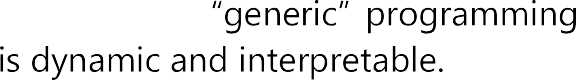 “generic” programming
is dynamic and interpretable.